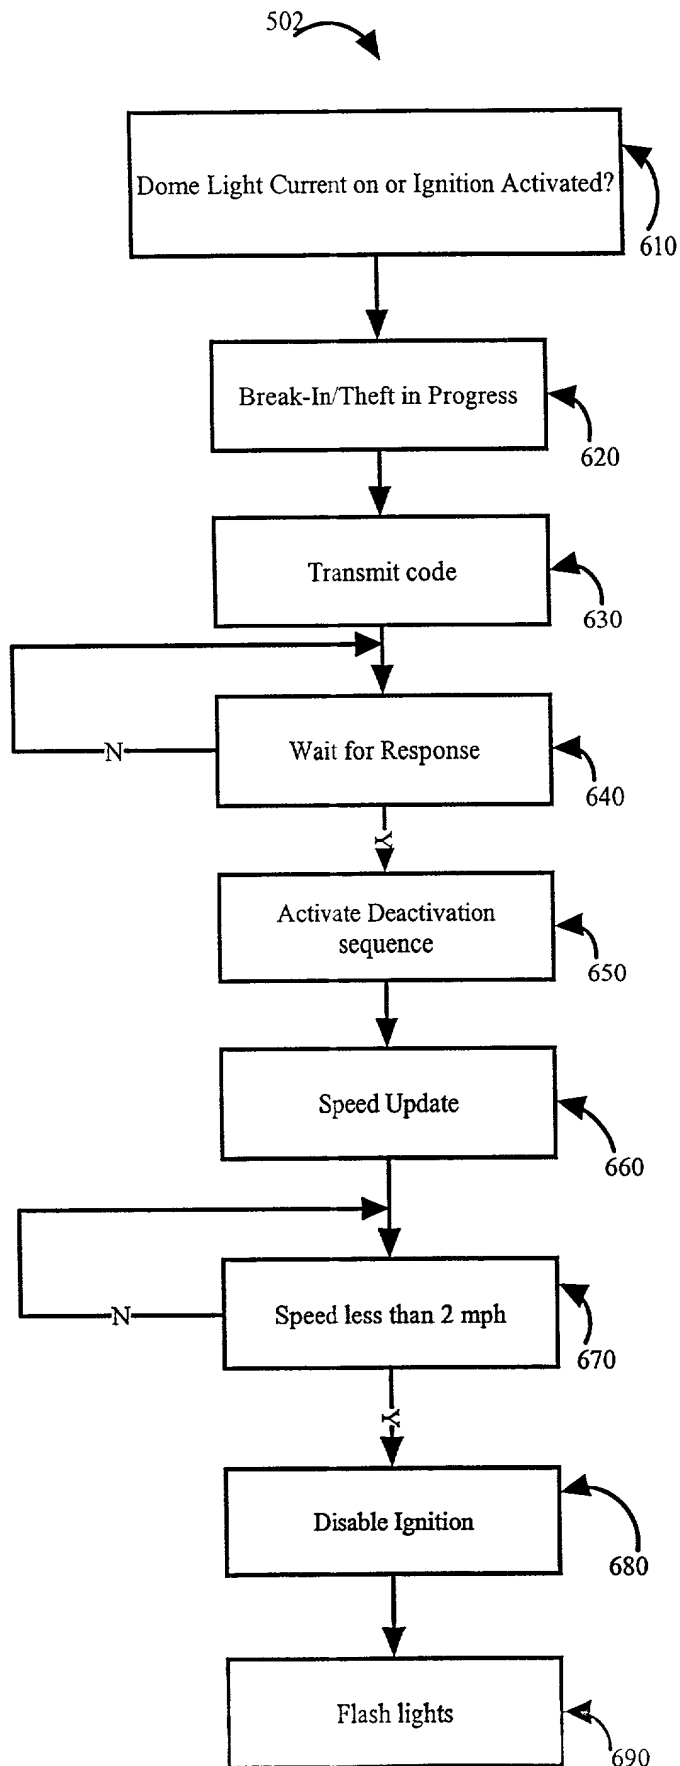 502
Dome Light Current on or Ignition Activated?
610
Break-In/Theft in Progress
620
Transmit code
630
Wait for Response
N
640
Y
Activate Deactivation
sequence
650
Speed Update
660
Speed less than 2 mph
N
670
Y
Disable Ignition
680
Flash lights
690